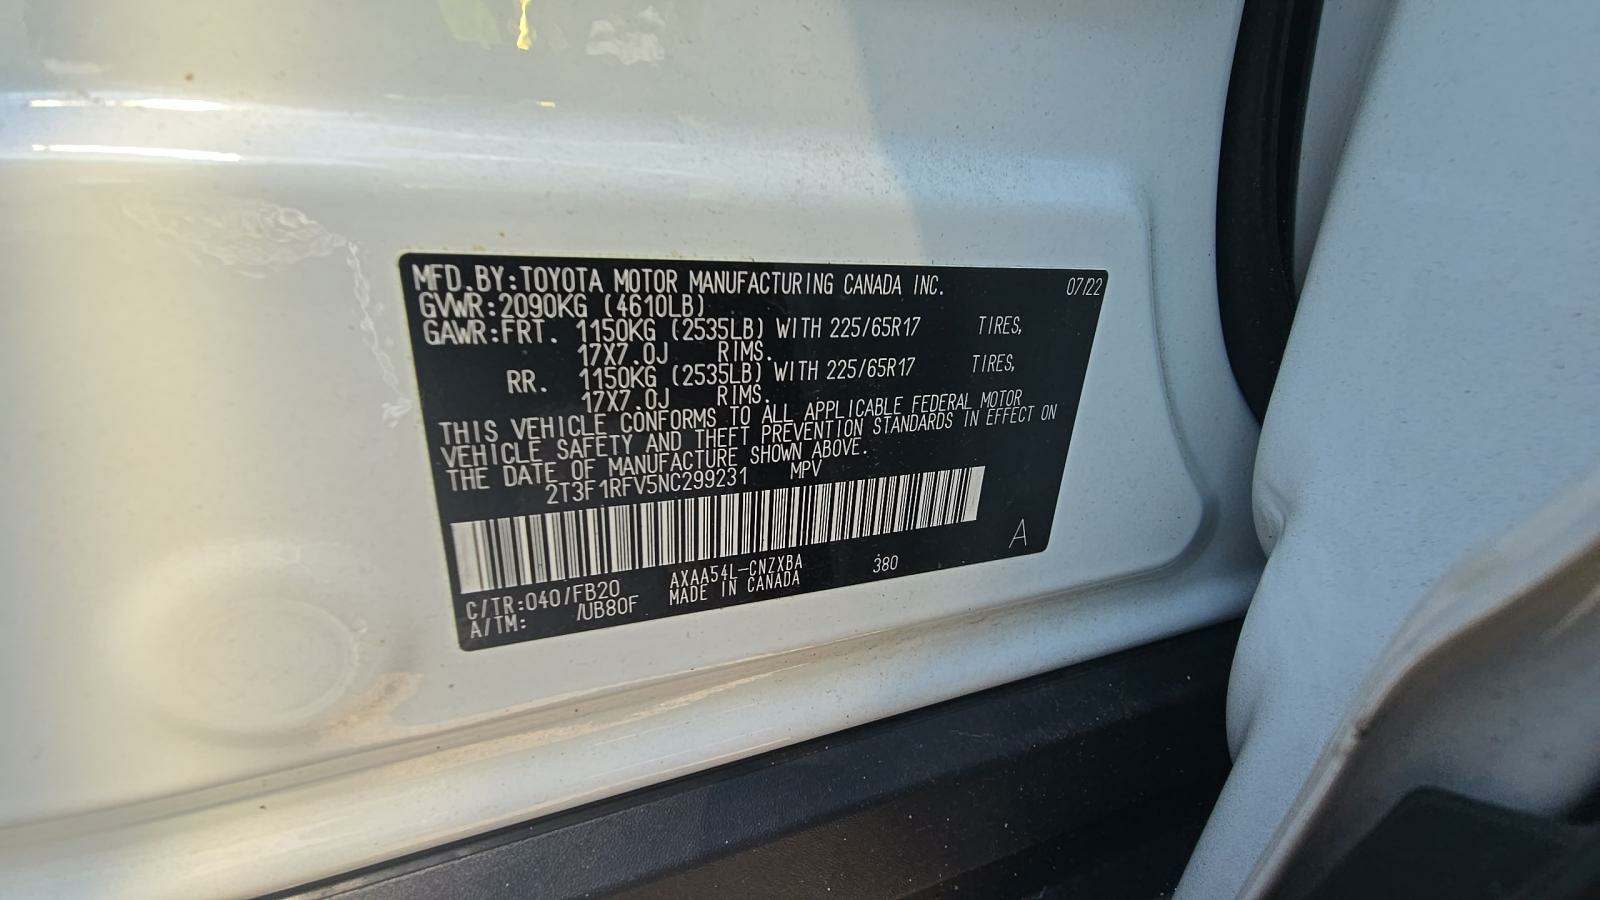 MFD.BY:TOYOTA MOTOR MANUFACTURING CANADA INC. 07/22
GVWR:2090KG (4610LB)
GAWR:FRT. 1150KG (2535LB) WITH 225/65R17 TIRES,
17X7.0J RIMS.
RR. 1150KG (2535LB) WITH 225/65R17 TIRES,
17X7.0J RIMS.
THIS VEHICLE CONFORMS TO ALL APPLICABLE FEDERAL MOTOR
VEHICLE SAFETY AND THEFT PREVENTION STANDARDS IN EFFECT ON
THE DATE OF MANUFACTURE SHOWN ABOVE.
2T3F1RFV5NC299231 MPV
A
C/TR:040/FB20 AXAA54L-CNZXBA 380
A/TM: /UB80F MADE IN CANADA